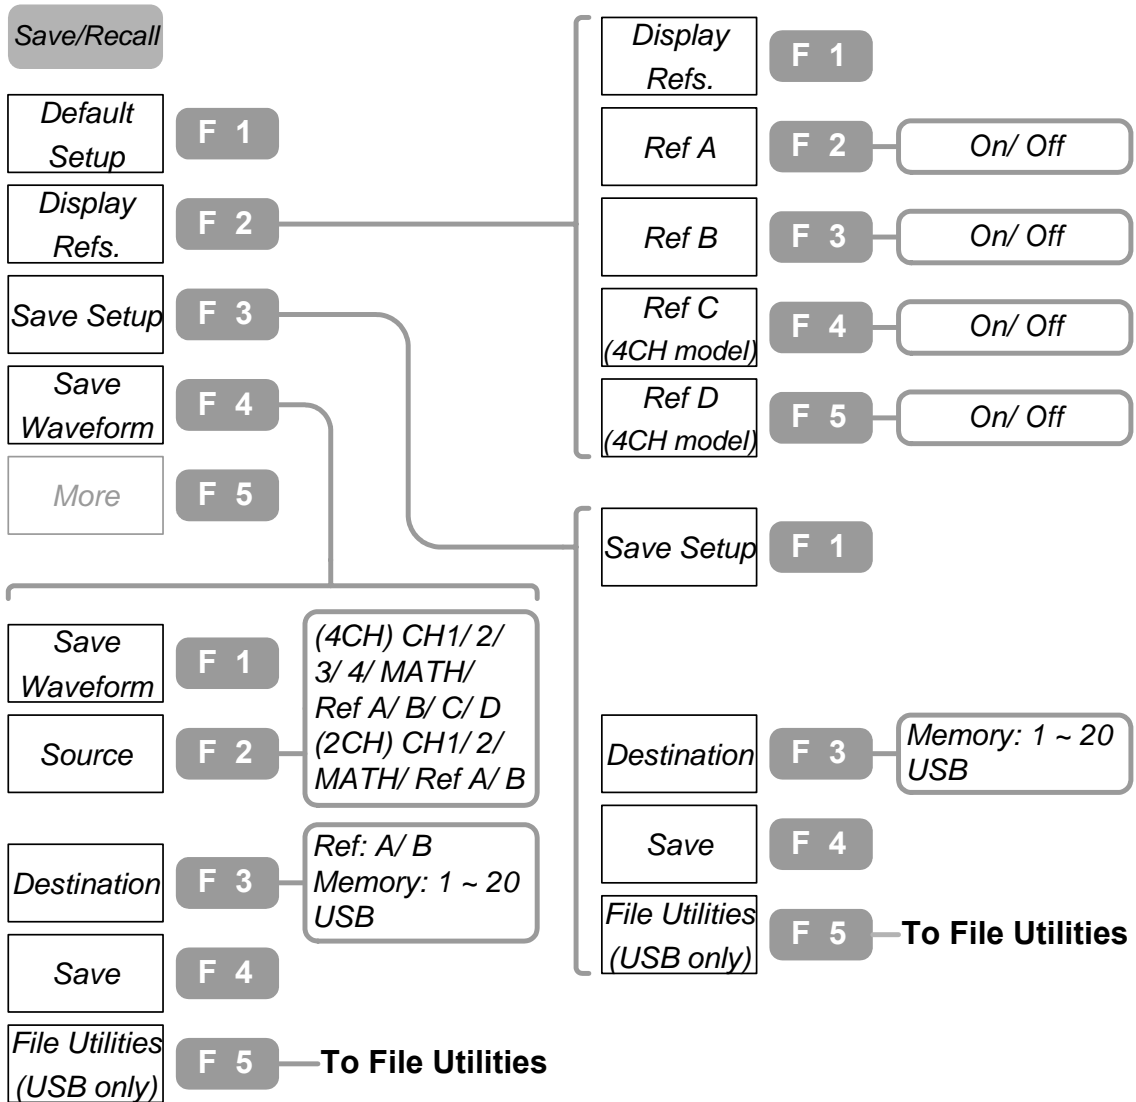 Save/Recall
Default
Setup
F 1
Display
Refs.
F 2
Save Setup
F 3
Save
Waveform
F 4
More
F 5
Display
Refs.
F 1
Ref A
F 2
On/ Off
Ref B
F 3
On/ Off
Ref C
(4CH model)
F 4
On/ Off
Ref D
(4CH model)
F 5
On/ Off
Save
Waveform
F 1
Source
F 2
(4CH) CH1/ 2/
3/ 4/ MATH/
Ref A/ B/ C/ D
(2CH) CH1/ 2/
MATH/ Ref A/ B
Destination
F 3
Ref: A/ B
Memory: 1 ~ 20
USB
Save
F 4
File Utilities
(USB only)
F 5
To File Utilities
Save Setup
F 1
Destination
F 3
Memory: 1 ~ 20
USB
Save
F 4
File Utilities
(USB only)
F 5
To File Utilities